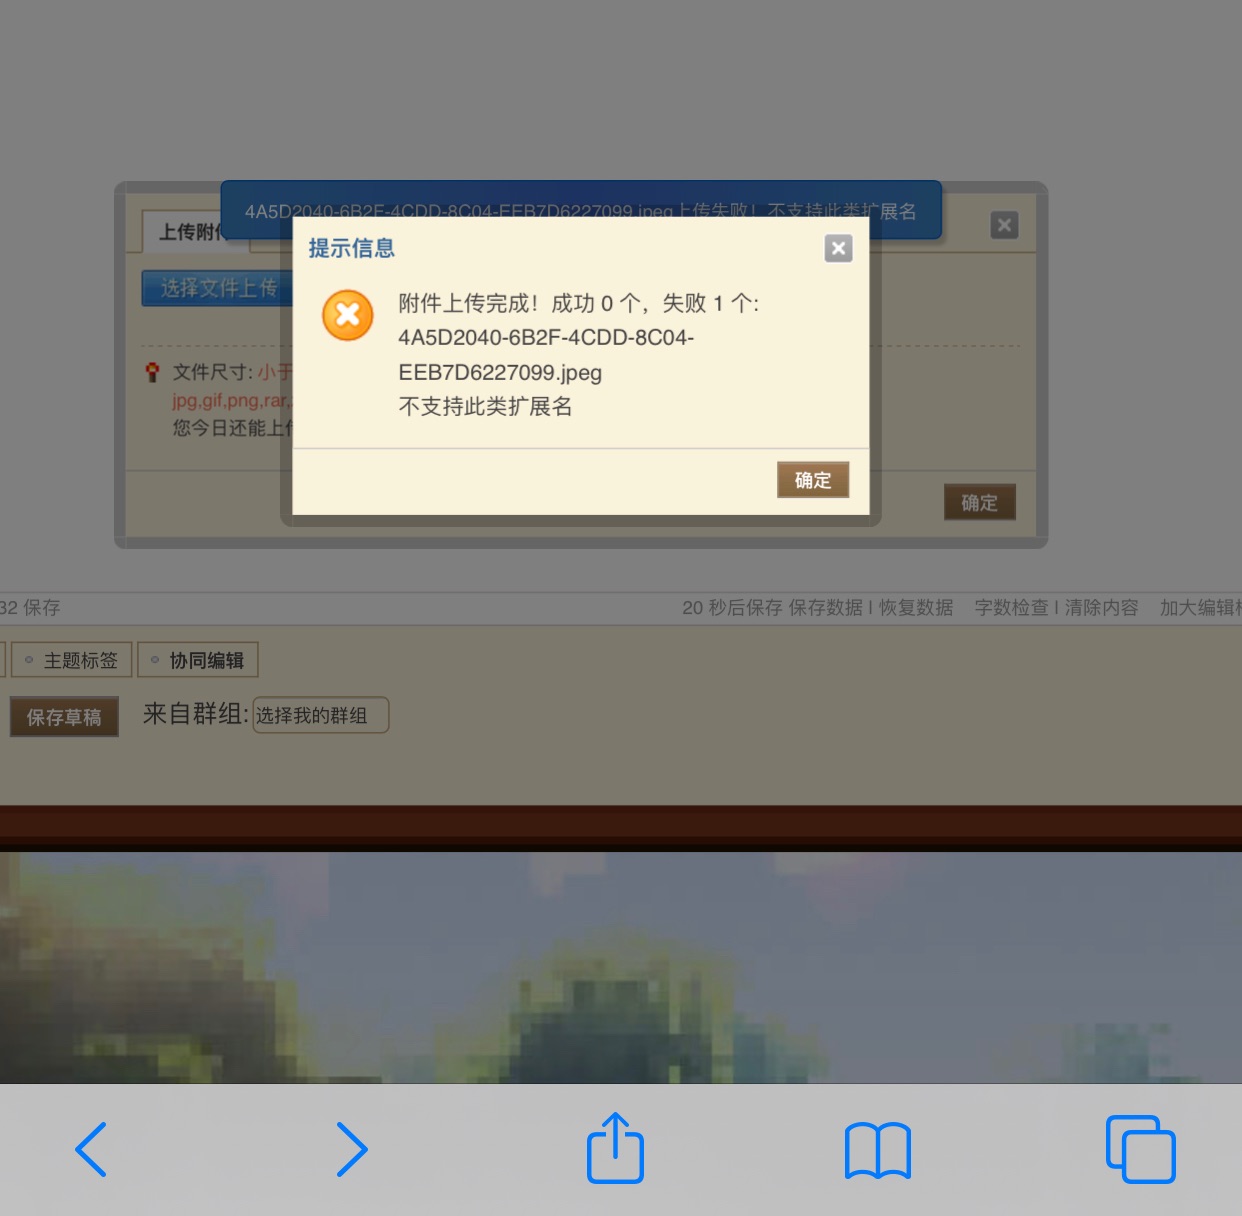 4A5D2040-6B2F-4CDD-8C04-EEB7D6227099.jpeg上传失败！不支持此类扩展名
上传附件
提示信息
选择文件上传
附件上传完成！成功 0 个，失败 1 个:
4A5D2040-6B2F-4CDD-8C04-
EEB7D6227099.jpeg
不支持此类扩展名
文件尺寸: 小于
jpg,gif,png,rar,
您今日还能上传
确定
确定
32 保存
20 秒后保存 保存数据 | 恢复数据 字数检查 | 清除内容 加大编辑
主题标签
协同编辑
保存草稿
来自群组:
选择我的群组